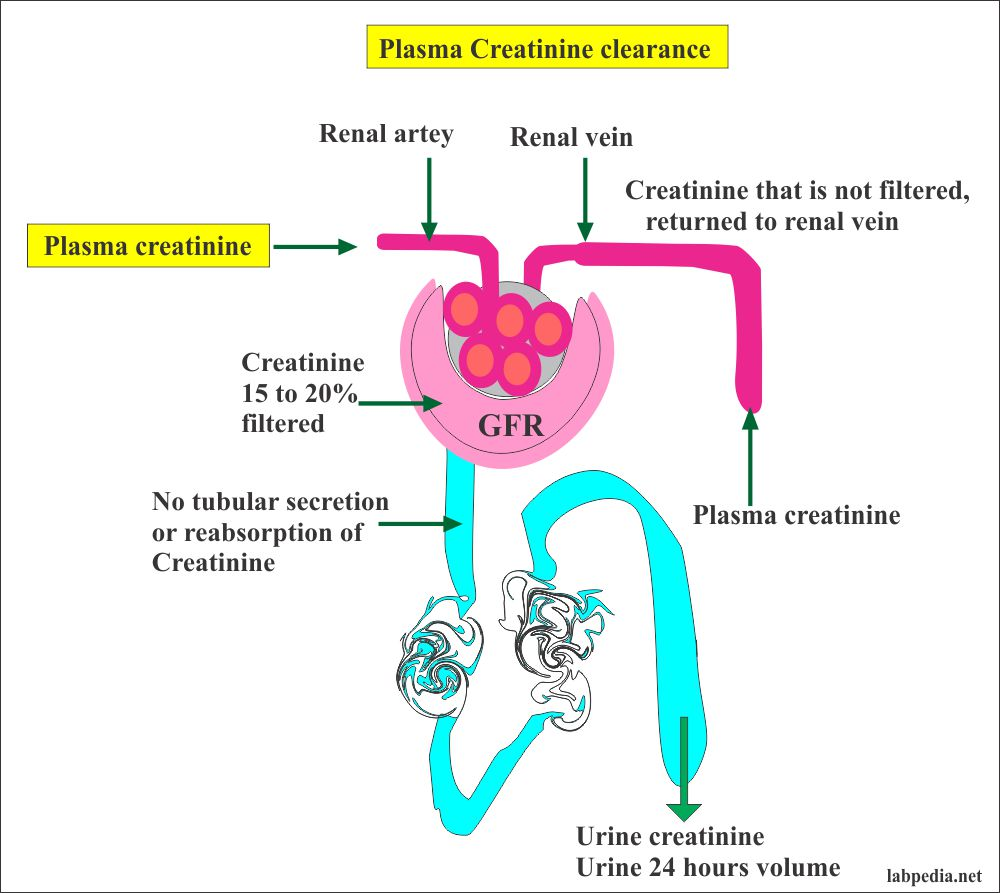 Plasma Creatinine clearance
Renal artey
Renal vein
Creatinine that is not filtered,
returned to renal vein
Plasma creatinine
Creatinine
15 to 20%
filtered
GFR
No tubular secretion
or reabsorption of
Creatinine
Plasma creatinine
Urine creatinine
Urine 24 hours volume
labpedia.net